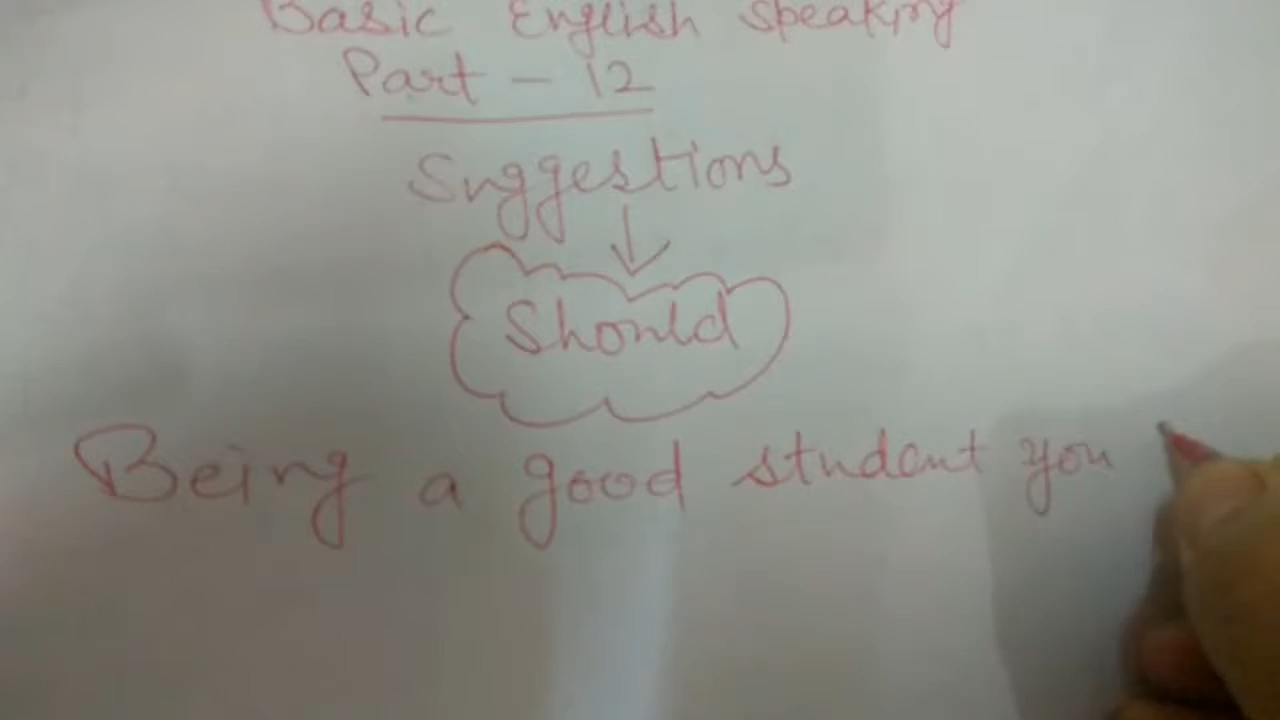 Basic English Speaking
Part - 12
Suggestions
Should
Being a good student you